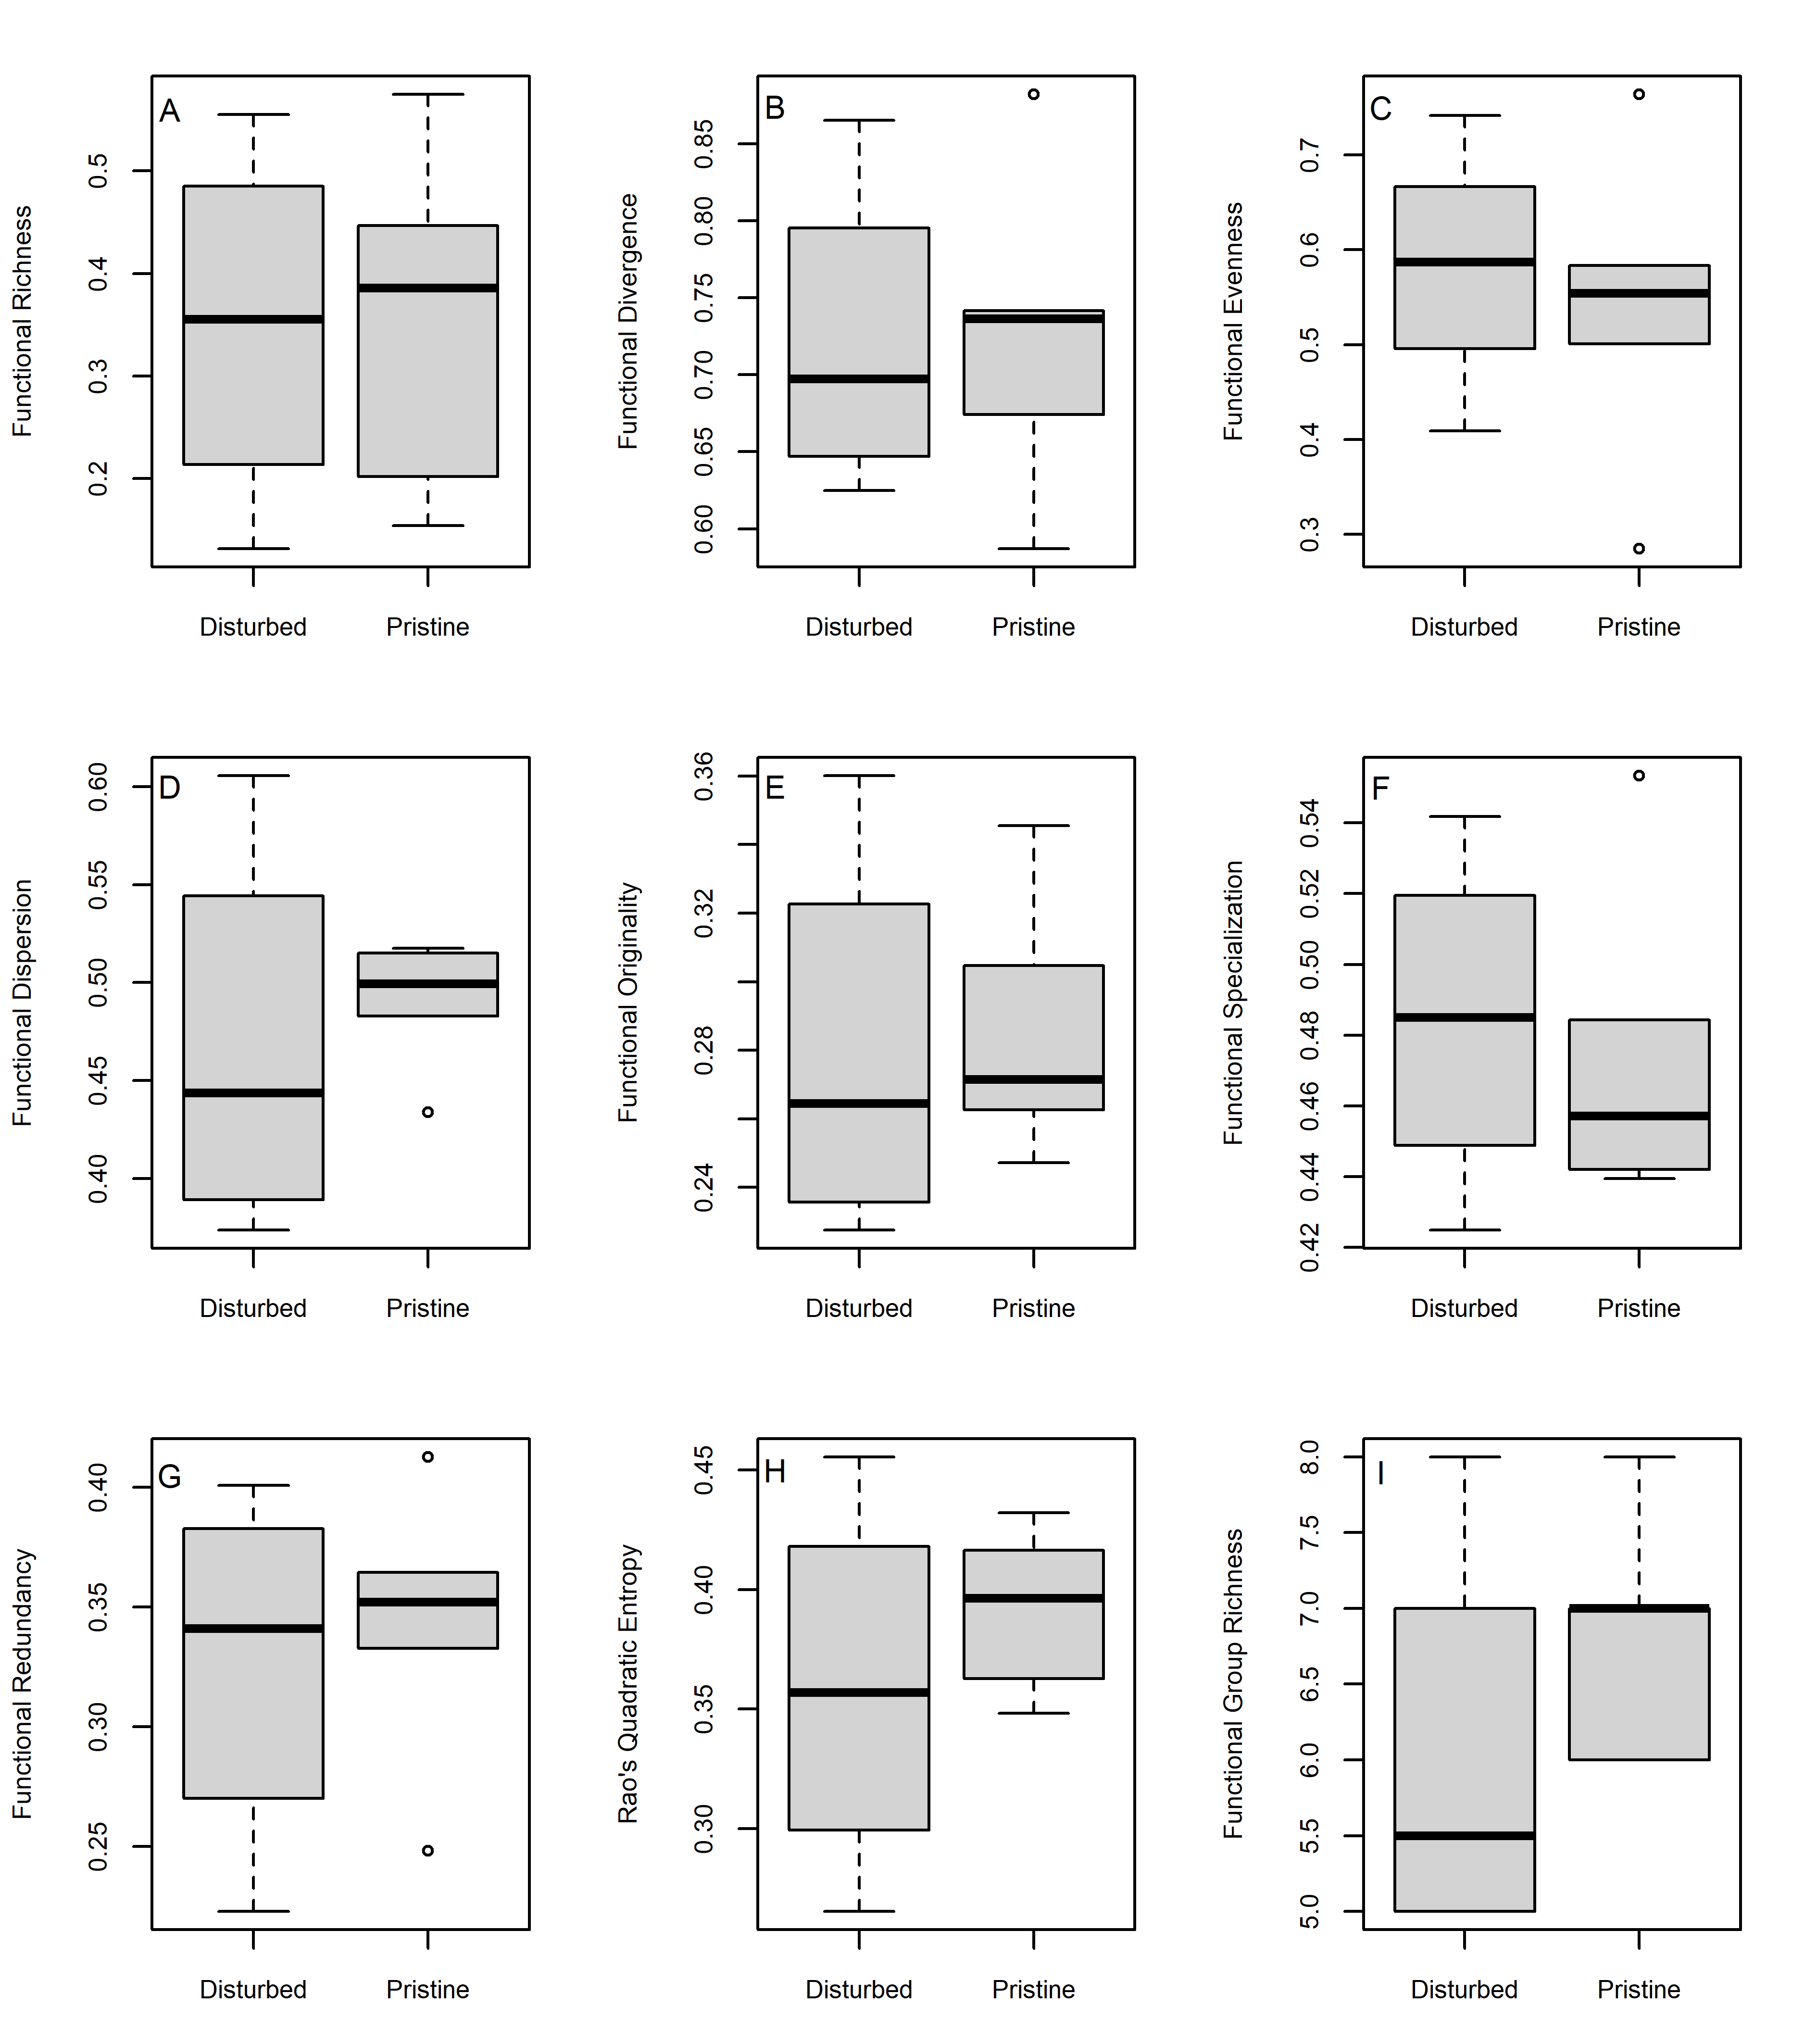 A
Functional Richness
0.5
0.4
0.3
0.2
Disturbed Pristine
B
Functional Divergence
0.85
0.80
0.75
0.70
0.65
0.60
Disturbed Pristine
C
Functional Evenness
0.7
0.6
0.5
0.4
0.3
Disturbed Pristine
D
Functional Dispersion
0.60
0.55
0.50
0.45
0.40
Disturbed Pristine
E
Functional Originality
0.36
0.32
0.28
0.24
Disturbed Pristine
F
Functional Specialization
0.54
0.52
0.50
0.48
0.46
0.44
0.42
Disturbed Pristine
G
Functional Redundancy
0.40
0.35
0.30
0.25
Disturbed Pristine
H
Rao's Quadratic Entropy
0.45
0.40
0.35
0.30
Disturbed Pristine
I
Functional Group Richness
8.0
7.5
7.0
6.5
6.0
5.5
5.0
Disturbed Pristine